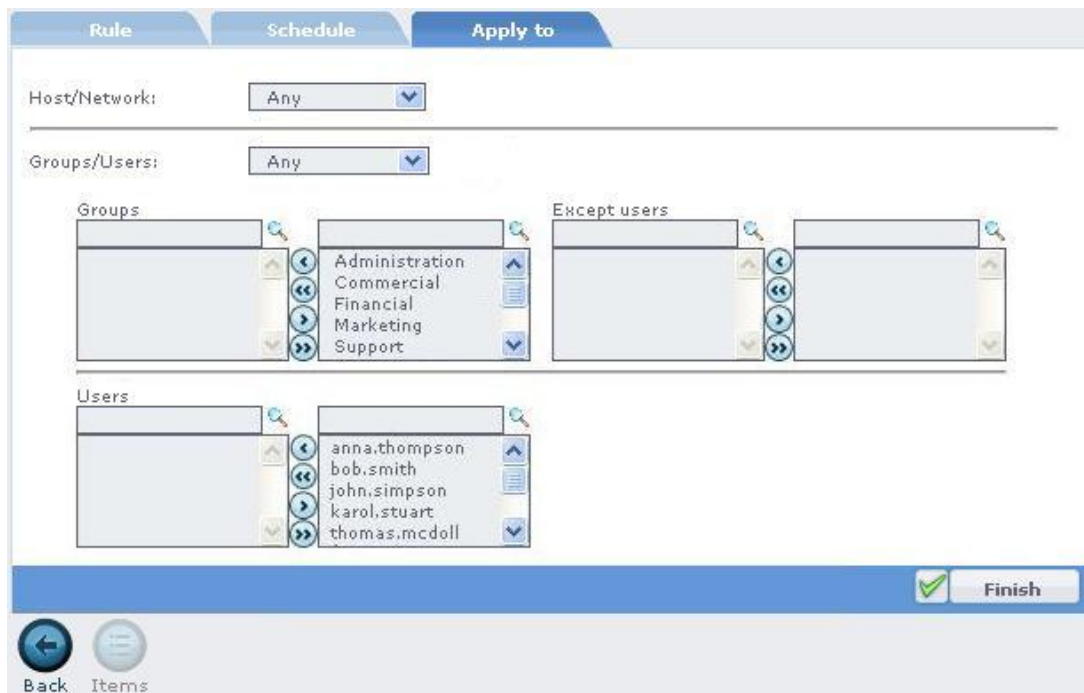 Rule Schedule Apply to
Host/Network: Any
Groups/Users: Any
Groups
Except users
Administration
Commercial
Financial
Marketing
Support
Users
anna.thompson
bob.smith
john.simpson
karol.stuart
thomas.mcdoll
Finish
Back Items